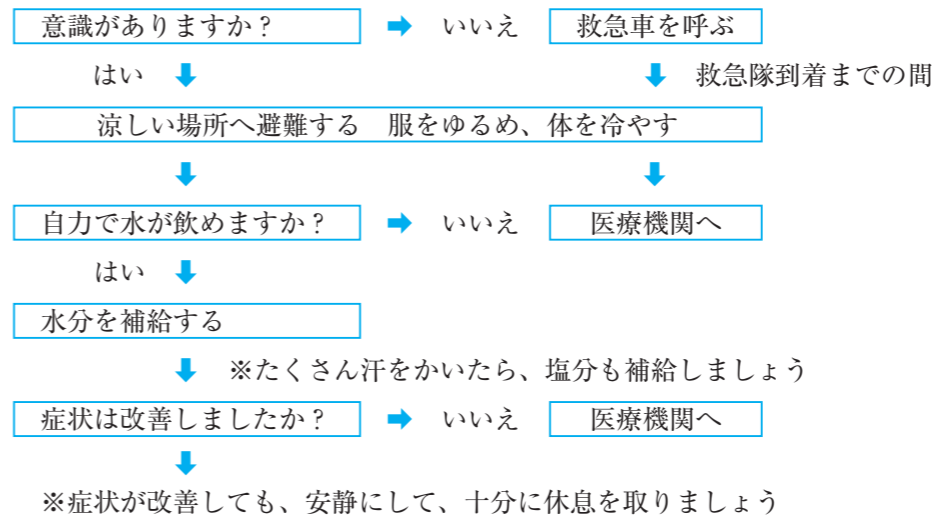 意識がありますか？ ➡ いいえ 救急車を呼ぶ
はい ⬇ ⬇ 救急隊到着までの間
涼しい場所へ避難する　服をゆるめ、体を冷やす
⬇ ⬇
自力で水が飲めますか？ ➡ いいえ 医療機関へ
はい ⬇
水分を補給する
⬇ ※たくさん汗をかいたら、塩分も補給しましょう
症状は改善しましたか？ ➡ いいえ 医療機関へ
⬇
※症状が改善しても、安静にして、十分に休息を取りましょう